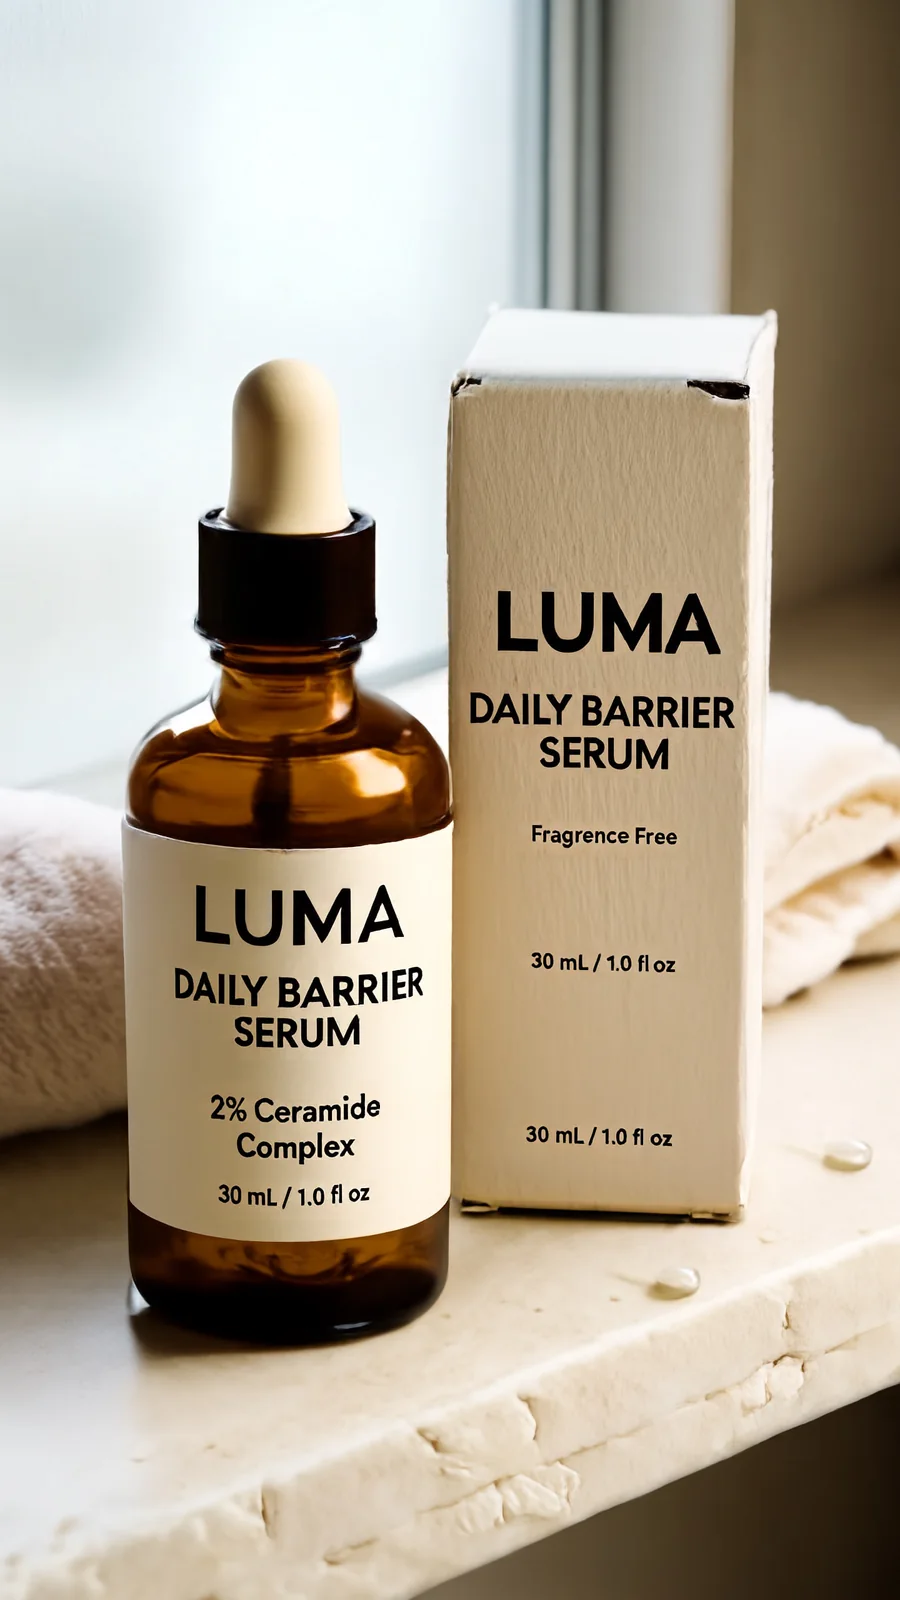 LUMA
DAILY BARRIER
SERUM
2% Ceramide
Complex
30 mL / 1.0 fl oz
LUMA
DAILY BARRIER
SERUM
Fragrence Free
30 mL / 1.0 fl oz
30 mL / 1.0 fl oz